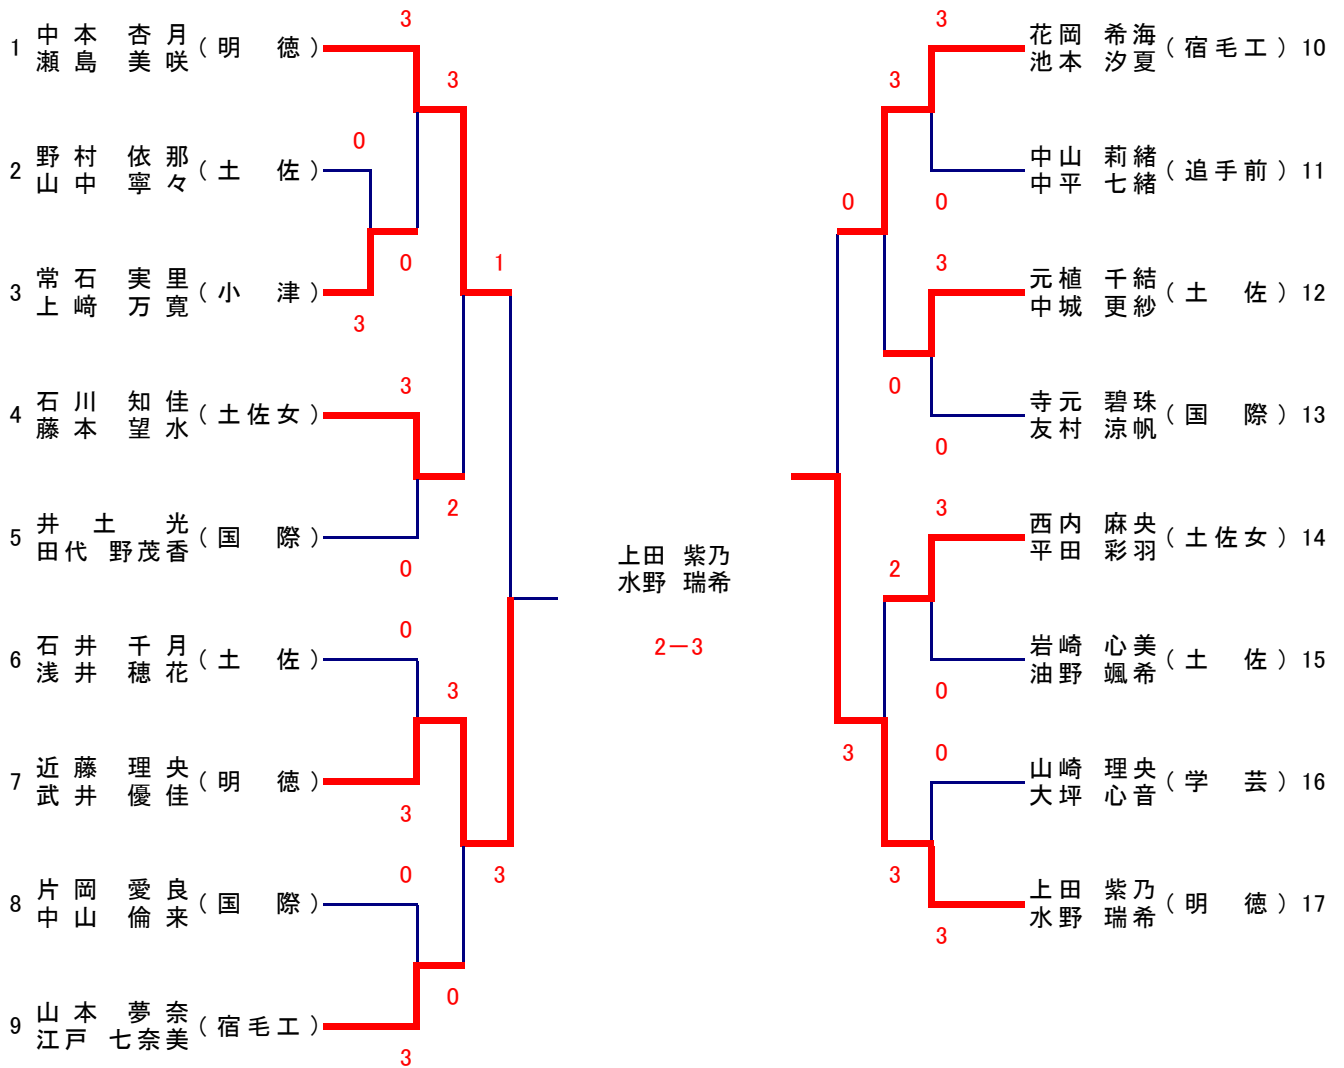 3
1 中本 杏月 (明 徳)
瀬島 美咲
3
0
2 野村 依那 (土 佐)
山中 寧々
0
1
3 常石 実里 (小 津)
上﨑 万寛
3
3
4 石川 知佳 (土佐女)
藤本 望水
2
5 井土 光 (国 際)
田代 野茂香
0
0
6 石井 千月 (土 佐)
浅井 穂花
3
7 近藤 理央 (明 徳)
武井 優佳
3
0
3
8 片岡 愛良 (国 際)
中山 倫来
0
9 山本 夢奈 (宿毛工)
江戸 七奈美
3
上田 紫乃
水野 瑞希
2−3
3
花岡 希海 (宿毛工) 10
池本 汐夏
3
中山 莉緒 (追手前) 11
中平 七緒
0
0
3
元植 千結 (土 佐) 12
中城 更紗
0
寺元 碧珠 (国 際) 13
友村 涼帆
0
3
西内 麻央 (土佐女) 14
平田 彩羽
2
岩崎 心美 (土 佐) 15
油野 颯希
0
3
0
山崎 理央 (学 芸) 16
大坪 心音
3
上田 紫乃 (明 徳) 17
水野 瑞希
3